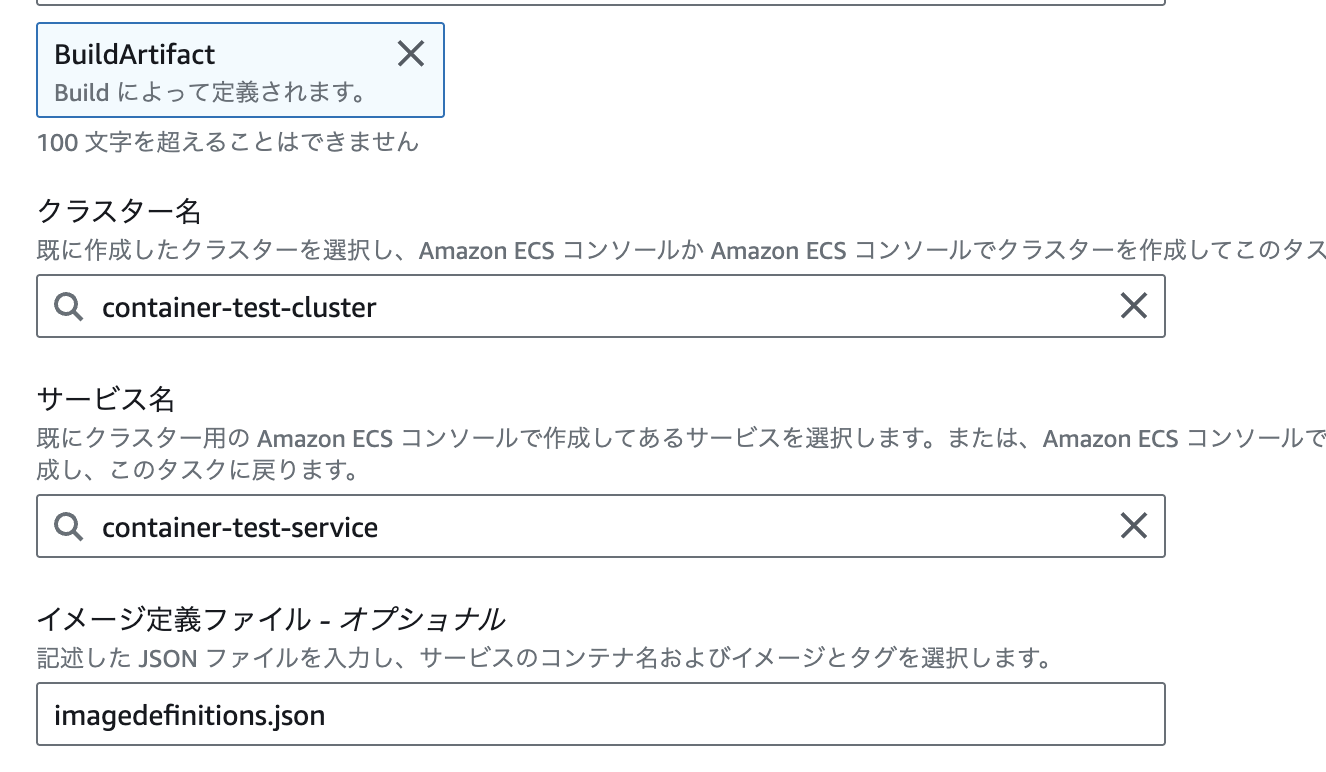 BuildArtifact
Build によって定義されます。
100 文字を超えることはできません
クラスター名
既に作成したクラスターを選択し、Amazon ECS コンソールか Amazon ECS コンソールでクラスターを作成してこのタス
container-test-cluster
サービス名
既にクラスター用の Amazon ECS コンソールで作成してあるサービスを選択します。または、Amazon ECS コンソールで
成し、このタスクに戻ります。
container-test-service
イメージ定義ファイル - オプショナル
記述した JSON ファイルを入力し、サービスのコンテナ名およびイメージとタグを選択します。
imagedefinitions.json